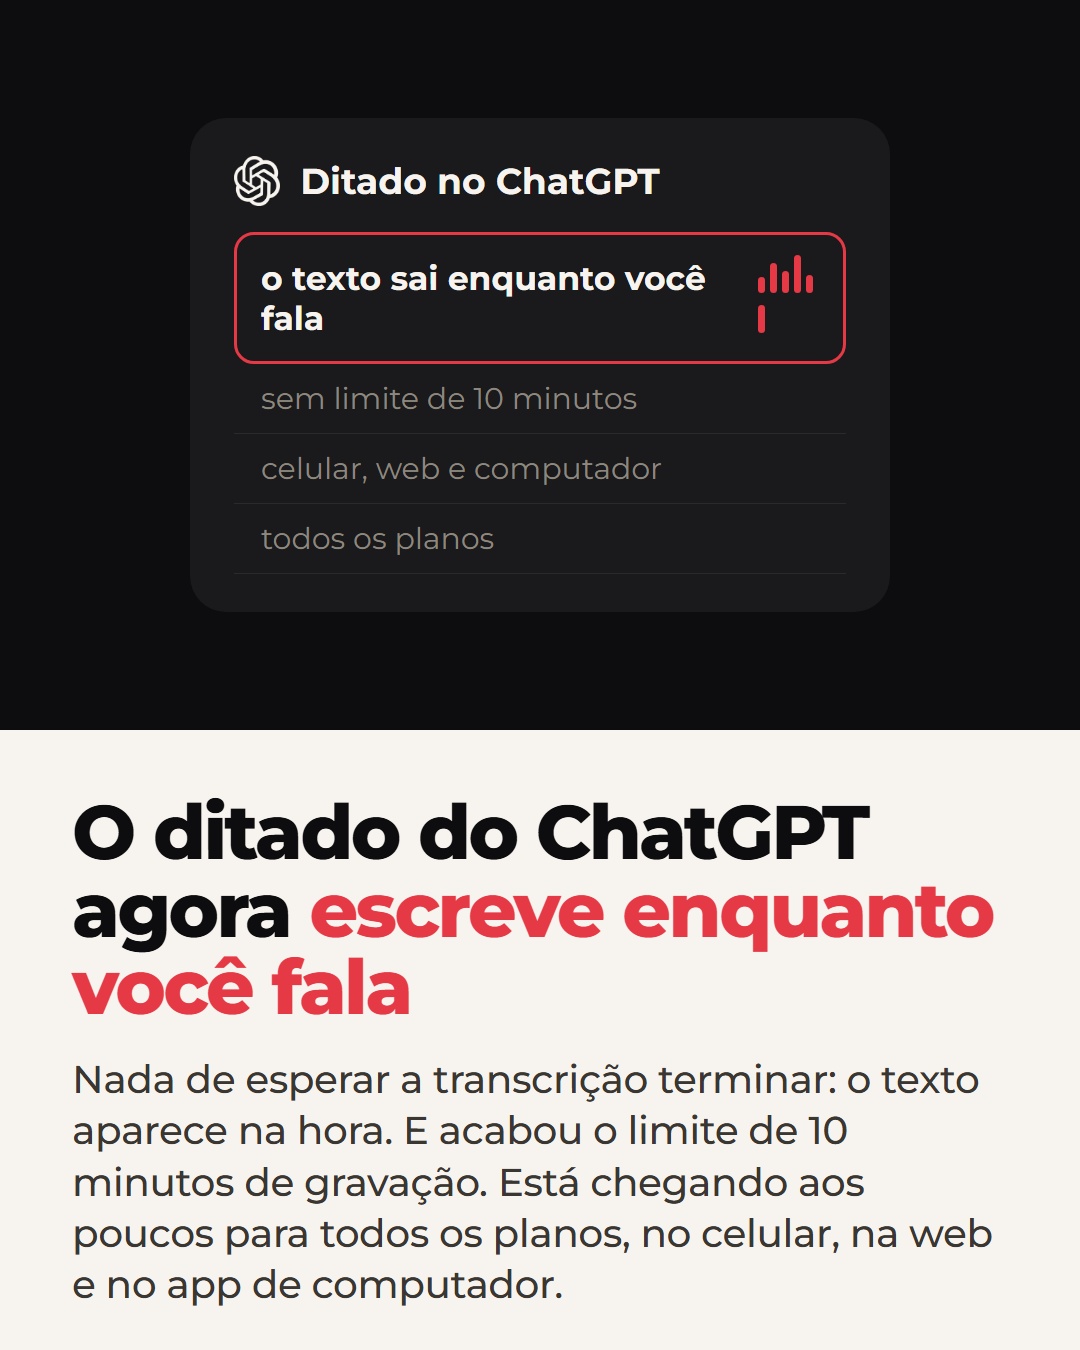 Ditado no ChatGPT
o texto sai enquanto você
fala
sem limite de 10 minutos
celular, web e computador
todos os planos
O ditado do ChatGPT
agora escreve enquanto
você fala
Nada de esperar a transcrição terminar: o texto
aparece na hora. E acabou o limite de 10
minutos de gravação. Está chegando aos
poucos para todos os planos, no celular, na web
e no app de computador.